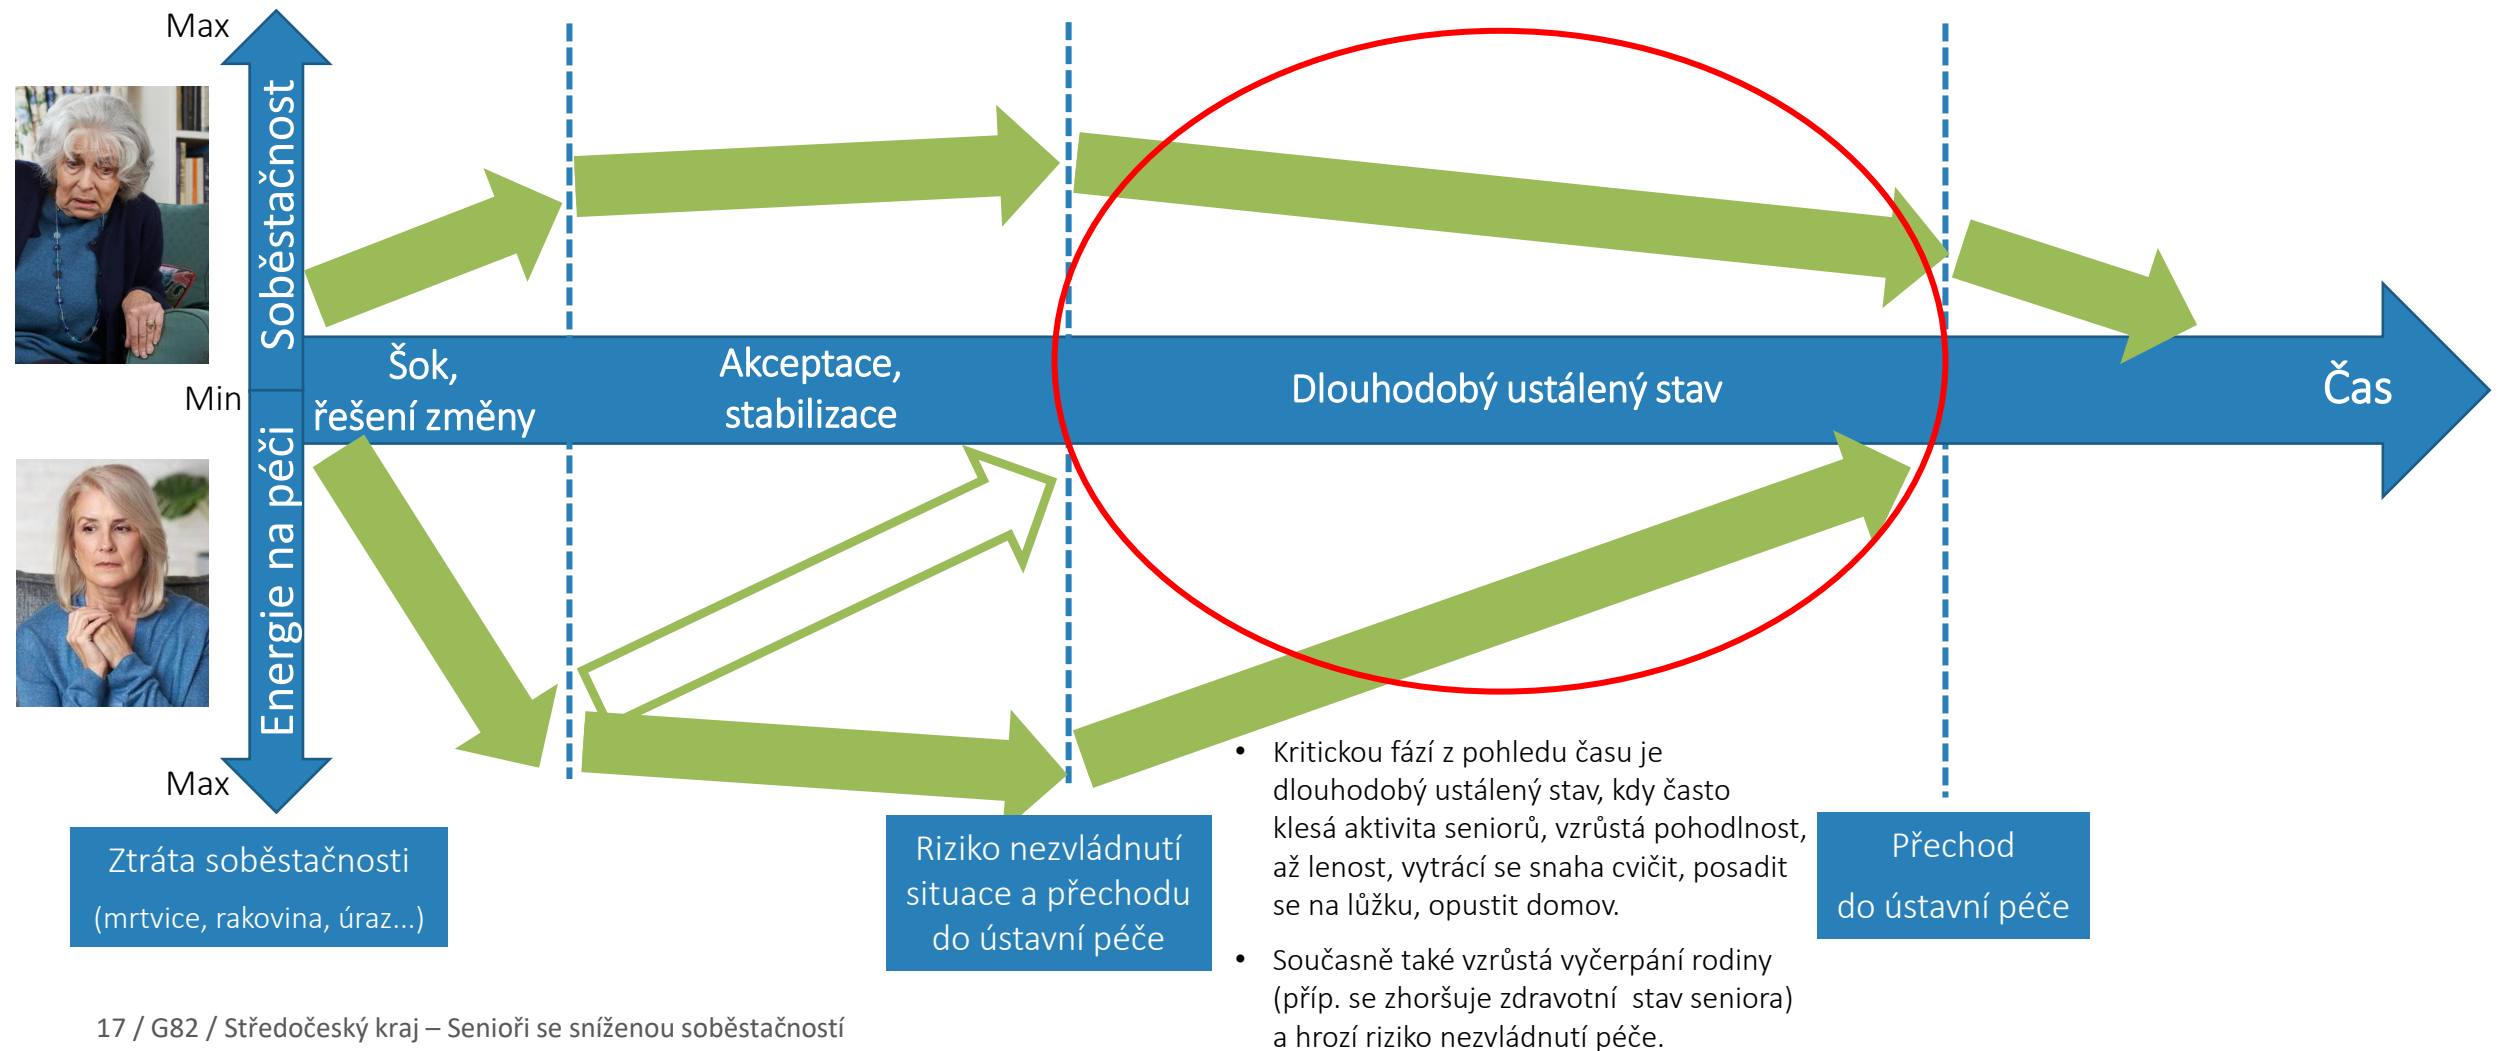 Max
Soběstačnost
Min
Energie na péči
Max
Šok,
řešení změny
Akceptace,
stabilizace
Dlouhodobý ustálený stav
Čas
Ztráta soběstačnosti
(mrtvice, rakovina, úraz...)
Riziko nezvládnutí
situace a přechodu
do ústavní péče
• Kritickou fází z pohledu času je
dlouhodobý ustálený stav, kdy často
klesá aktivita seniorů, vzrůstá pohodlnost,
až lenost, vytrácí se snaha cvičit, posadit
se na lůžku, opustit domov.
• Současně také vzrůstá vyčerpání rodiny
(příp. se zhoršuje zdravotní stav seniora)
a hrozí riziko nezvládnutí péče.
Přechod
do ústavní péče
17 / G82 / Středočeský kraj – Senioři se sníženou soběstačností